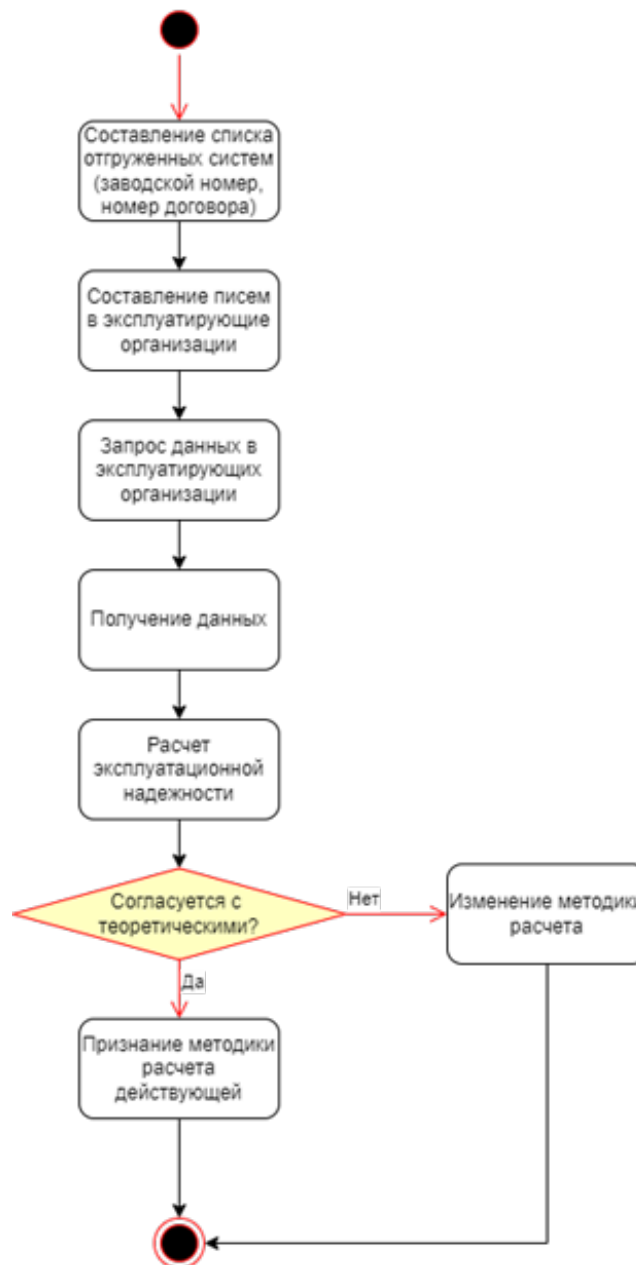 Составление списка
отгруженных систем
(заводской номер,
номер договора)
Составление писем
в эксплуатирующие
организации
Запрос данных в
эксплуатирующих
организации
Получение данных
Расчет
эксплуатационной
надежности
Согласуется с
теоретическими?
Нет
Изменение методики
расчета
Да
Признание методики
расчета
действующей